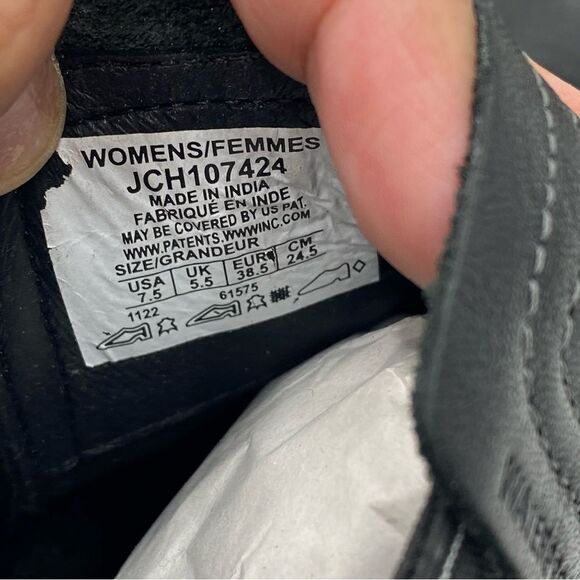 WOMENS/FEMMES
JCH107424
MADE IN INDIA
FABRIQUÉ EN INDE
MAY BE COVERED BY US PAT.
WWW.PATENTS.WWWINC.COM
SIZE/GRANDEUR
USA UK EUR CM
7.5 5.5 38.5 24.5
1122 61575